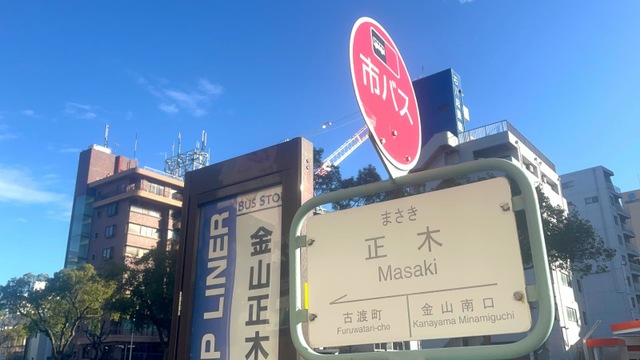 市バス
BUS STO
P LINER
金山正木
まさき
正木
Masaki
古渡町
Furuwatari-cho
金山南口
Kanayama Minamiguchi